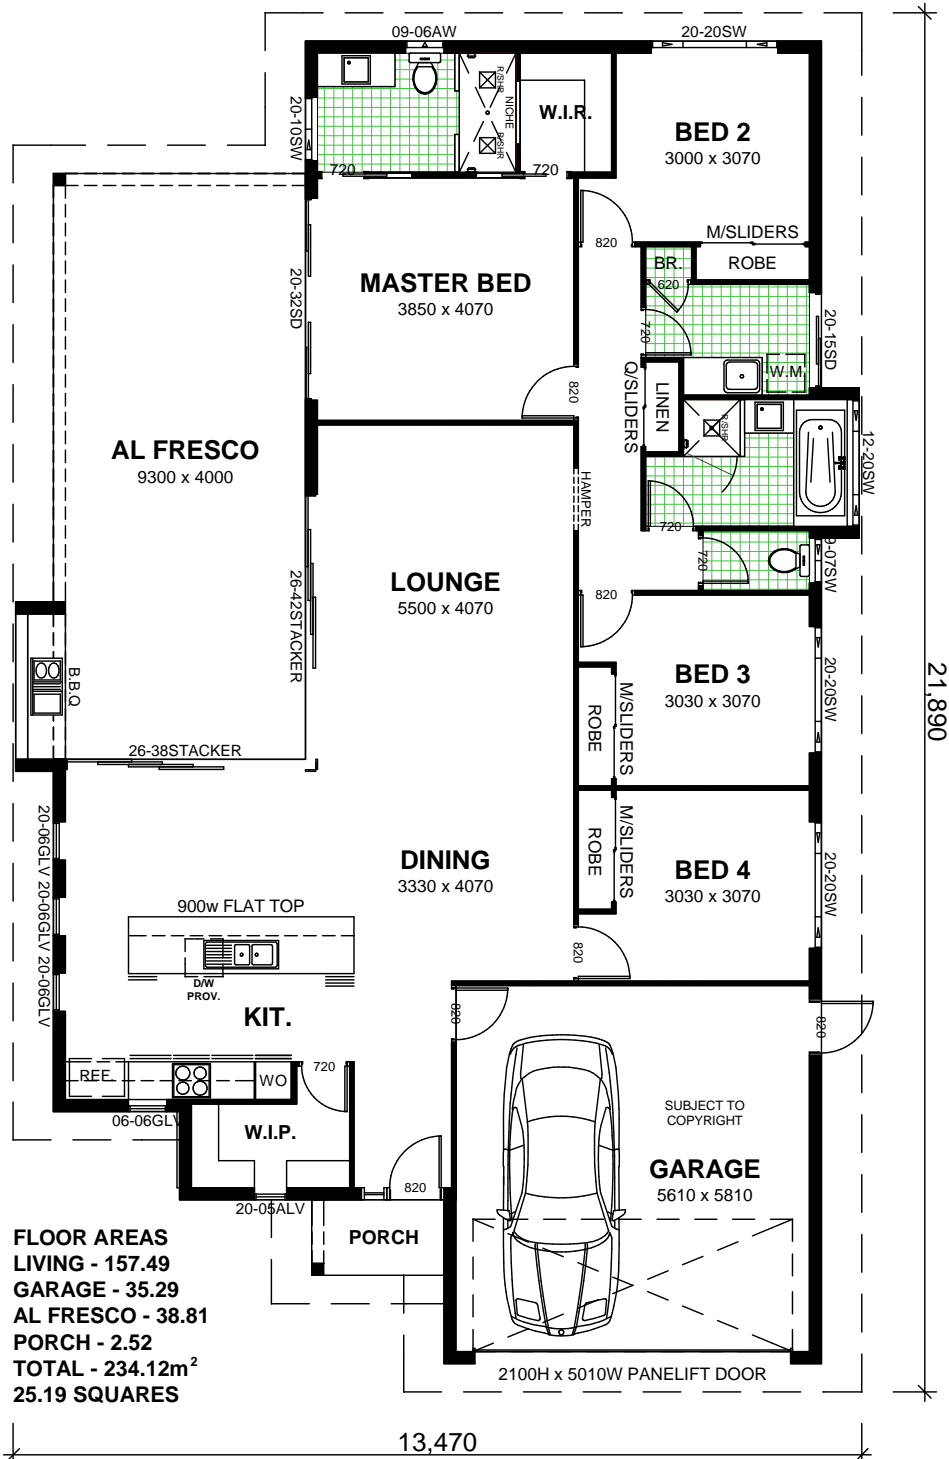 09-06AW
20-20SW
20-10SW
R/SHR
NICHE
R/SHR
W.I.R.
BED 2
3000 x 3070
720
720
820
M/SLIDERS
BR.
620
ROBE
MASTER BED
3850 x 4070
20-32SD
20-15SD
720
W.M
820
Q/SLIDERS
LINEN
R/SHR
12-20SW
AL FRESCO
9300 x 4000
HAMPER
720
720
9-07SW
LOUNGE
5500 x 4070
26-42STACKER
820
BED 3
3030 x 3070
20-20SW
ROBE
M/SLIDERS
B.B.Q
26-38STACKER
21,890
20-06GLV 20-06GLV 20-06GLV
DINING
3330 x 4070
ROBE
M/SLIDERS
BED 4
3030 x 3070
20-20SW
900w FLAT TOP
D/W
PROV.
820
KIT.
820
820
REF.
WO
720
06-06GLV
W.I.P.
SUBJECT TO
COPYRIGHT
GARAGE
5610 x 5810
820
20-05ALV
PORCH
FLOOR AREAS
LIVING - 157.49
GARAGE - 35.29
AL FRESCO - 38.81
PORCH - 2.52
TOTAL - 234.12m²
25.19 SQUARES
2100H x 5010W PANELIFT DOOR
13,470